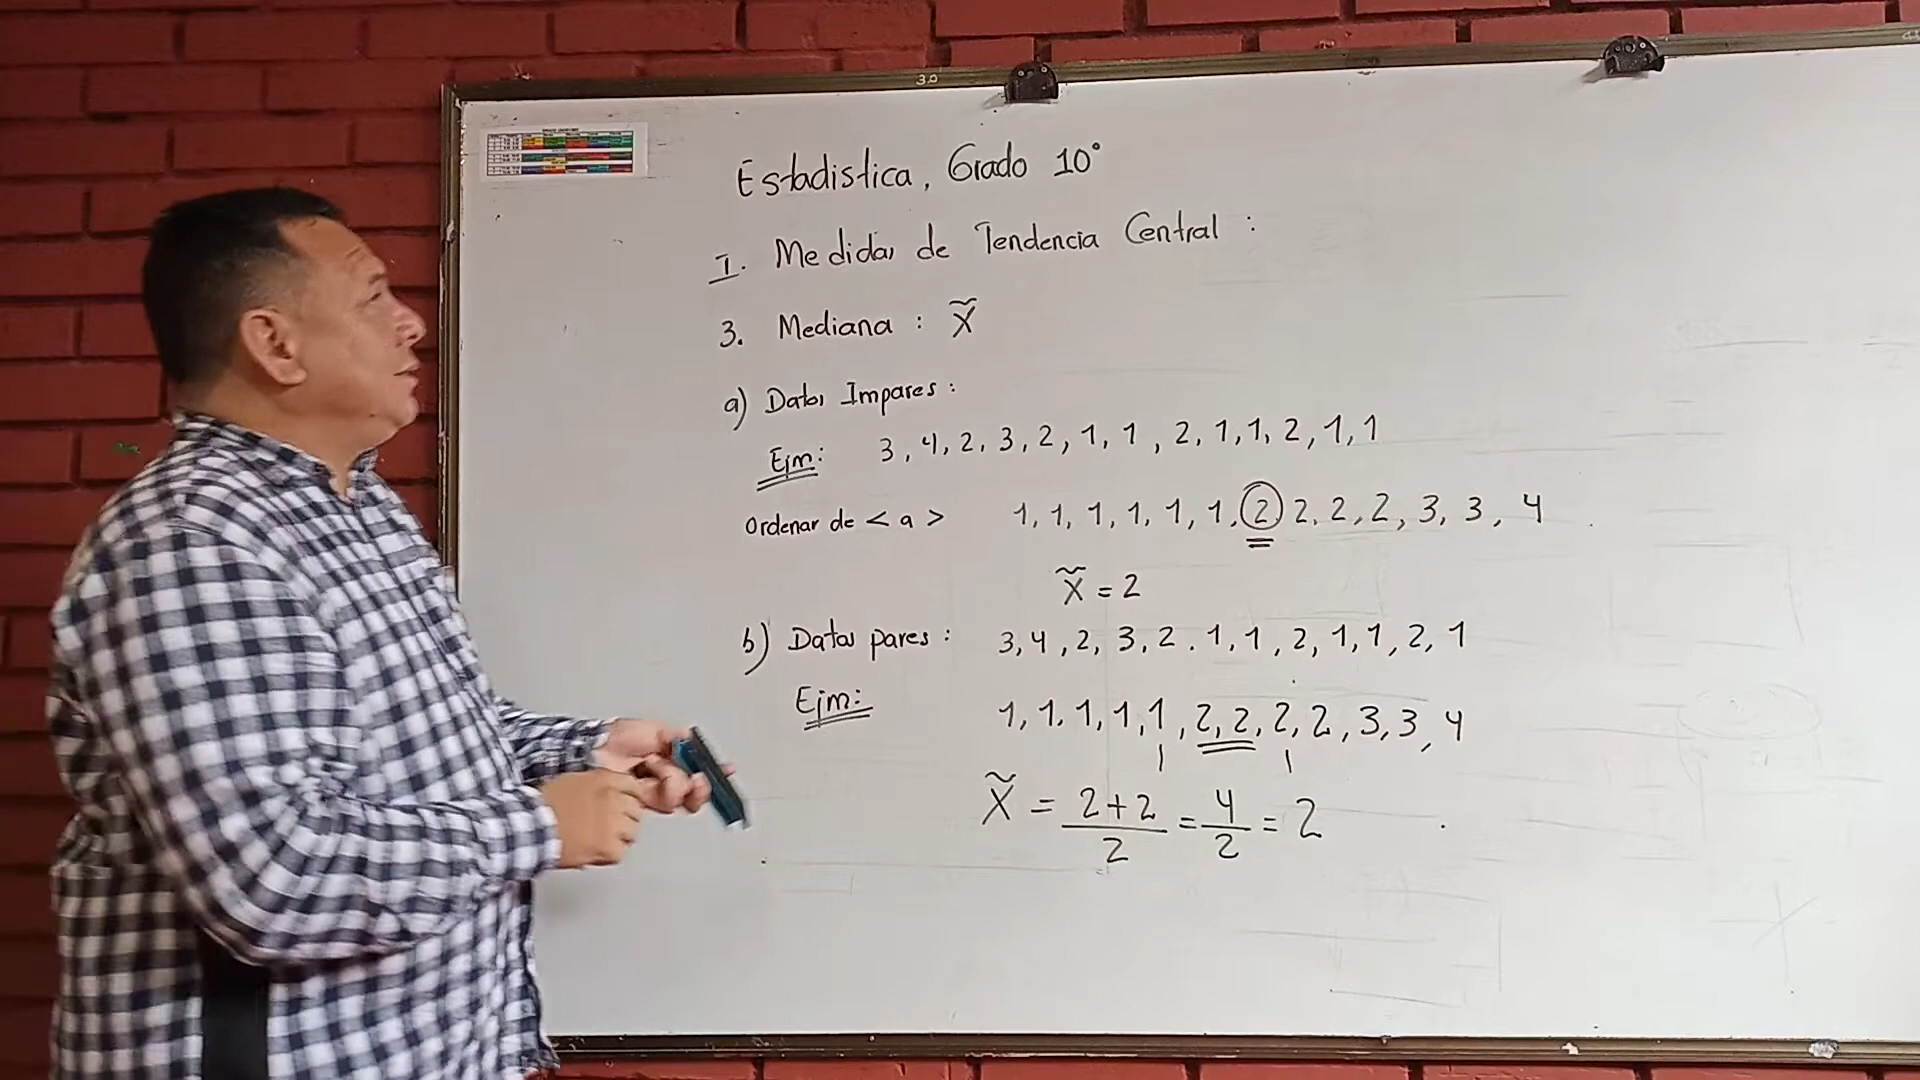 3.0
Estadistica, Grado 10°
I. Medidas de Tendencia Central :
3. Mediana : x̃
a) Datos Impares :
Ejm: 3, 4, 2, 3, 2, 1, 1, 2, 1, 1, 2, 1, 1
Ordenar de < a > 1, 1, 1, 1, 1, 1, 2 2, 2, 2, 3, 3, 4
x̃ = 2
b) Datos pares : 3, 4, 2, 3, 2. 1, 1, 2, 1, 1, 2, 1
Ejm: 1, 1, 1, 1, 1, 2, 2, 2, 2, 3, 3, 4
x̃ = 2+2/2 = 4/2 = 2